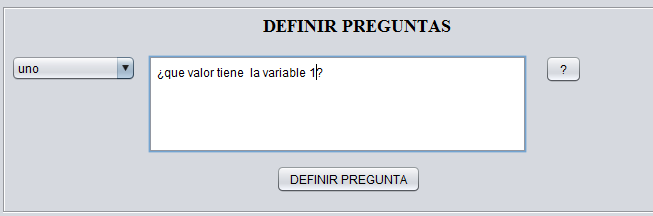 DEFINIR PREGUNTAS
uno
¿que valor tiene la variable 1?
?
DEFINIR PREGUNTA